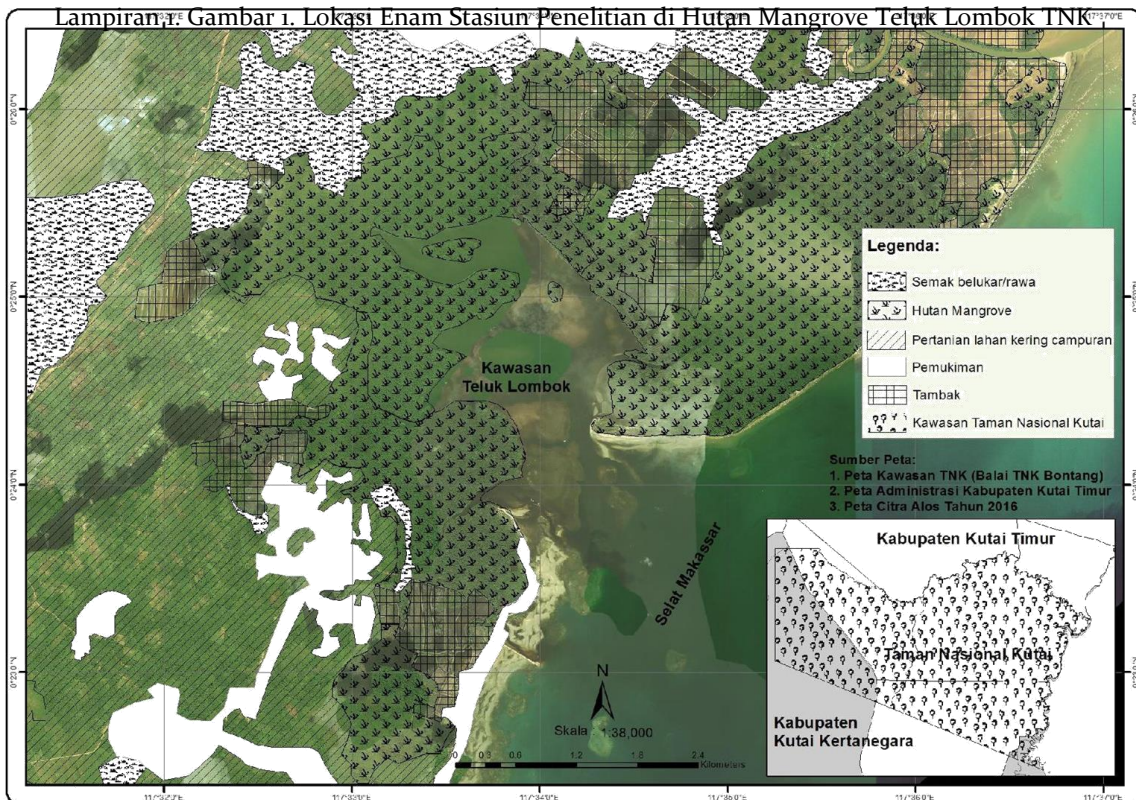 Lampiran 1. Gambar 1. Lokasi Enam Stasiun Penelitian di Hutan Mangrove Teluk Lombok TNK
117°37'0"E
Legenda:
Semak belukar/rawa
Hutan Mangrove
Pertanian lahan kering campuran
Pemukiman
Tambak
Kawasan Taman Nasional Kutai
Kawasan
Teluk Lombok
Sumber Peta:
1. Peta Kawasan TNK (Balai TNK Bontang)
2. Peta Administrasi Kabupaten Kutai Timur
3. Peta Citra Alos Tahun 2016
Selat Makassar
Kabupaten Kutai Timur
Taman Nasional Kutai
Kabupaten
Kutai Kertanegara
N
Skala : 1:38,000
0 0.3 0.6 1.2 1.8 2.4
Kilometers